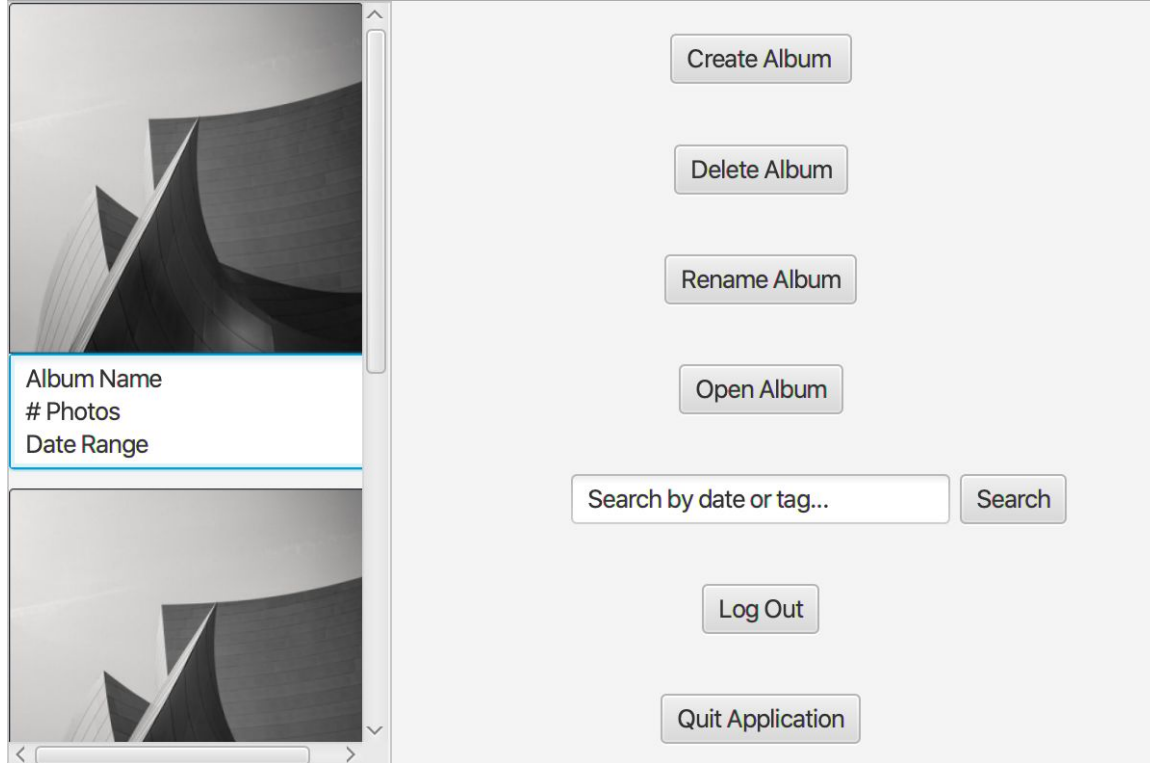 Album Name
# Photos
Date Range
Create Album
Delete Album
Rename Album
Open Album
Search by date or tag... Search
Log Out
Quit Application